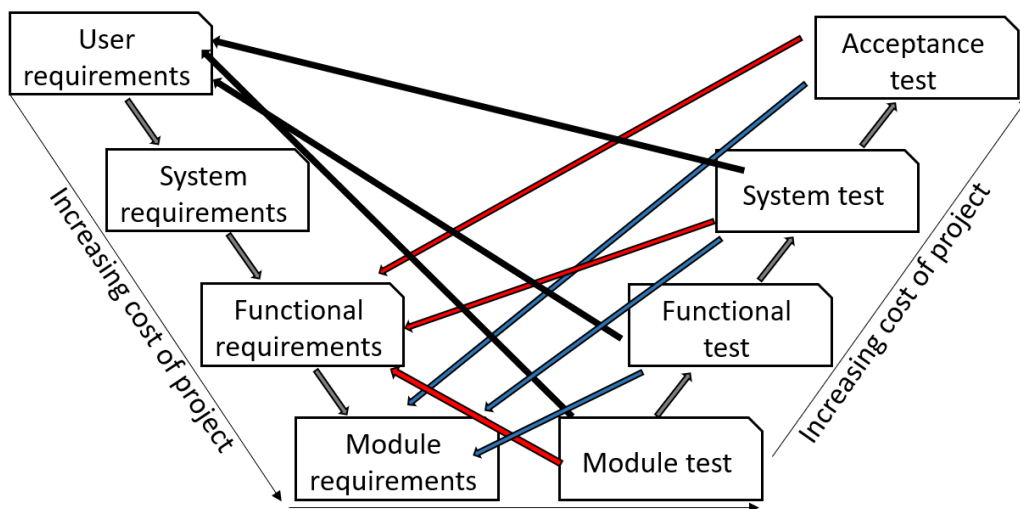 User
requirements
Acceptance
test
System
requirements
System test
Functional
requirements
Functional
test
Module
requirements
Module test
Increasing cost of project
Increasing cost of project